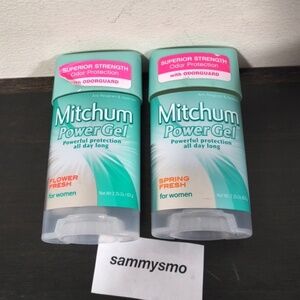 SUPERIOR STRENGTH
Odor Protection
with ODORGUARD
Mitchum
Power Gel
Powerful protection
all day long
FLOWER
FRESH
for women
SUPERIOR STRENGTH
Odor Protection
with ODORGUARD
Mitchum
Power Gel
Powerful protection
all day long
SPRING
FRESH
for women
sammysmo